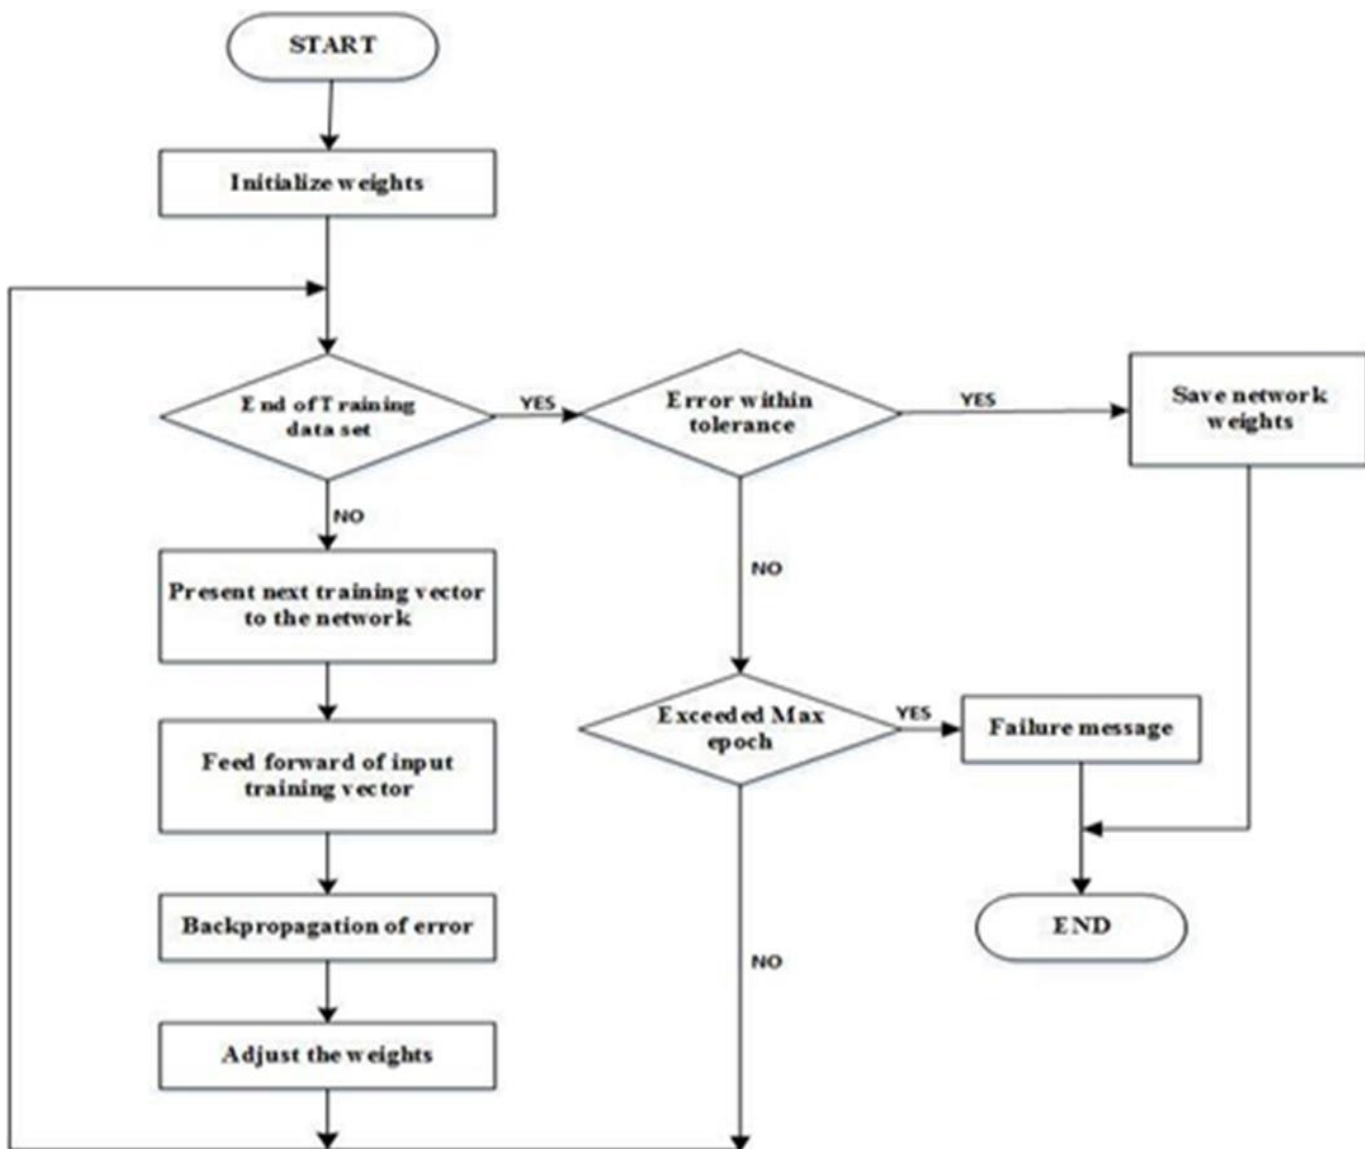 START
Initialize weights
End of Training
data set
YES
Error within
tolerance
YES
Save network
weights
NO
Present next training vector
to the network
NO
Feed forward of input
training vector
Exceeded Max
epoch
YES
Failure message
Backpropagation of error
END
NO
Adjust the weights